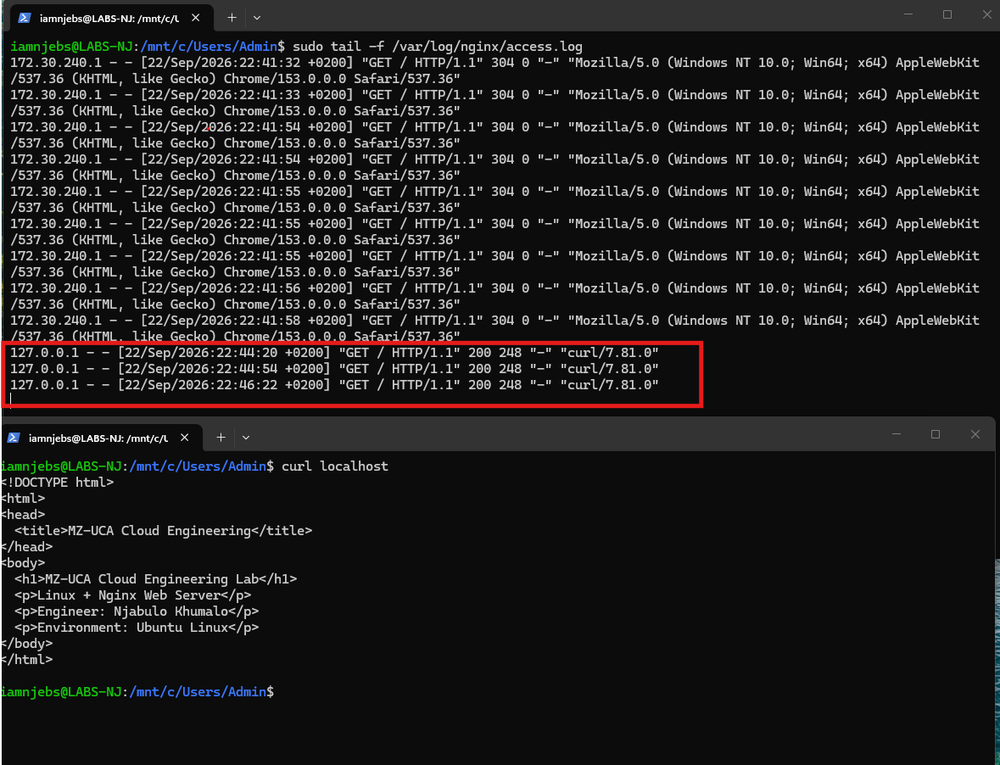 iamnjebs@LABS-NJ: /mnt/c/U
iamnjebs@LABS-NJ:/mnt/c/Users/Admin$ sudo tail -f /var/log/nginx/access.log
172.30.240.1 - - [22/Sep/2026:22:41:32 +0200] "GET / HTTP/1.1" 304 0 "-" "Mozilla/5.0 (Windows NT 10.0; Win64; x64) AppleWebKit
/537.36 (KHTML, like Gecko) Chrome/153.0.0.0 Safari/537.36"
172.30.240.1 - - [22/Sep/2026:22:41:33 +0200] "GET / HTTP/1.1" 304 0 "-" "Mozilla/5.0 (Windows NT 10.0; Win64; x64) AppleWebKit
/537.36 (KHTML, like Gecko) Chrome/153.0.0.0 Safari/537.36"
172.30.240.1 - - [22/Sep/2026:22:41:54 +0200] "GET / HTTP/1.1" 304 0 "-" "Mozilla/5.0 (Windows NT 10.0; Win64; x64) AppleWebKit
/537.36 (KHTML, like Gecko) Chrome/153.0.0.0 Safari/537.36"
172.30.240.1 - - [22/Sep/2026:22:41:54 +0200] "GET / HTTP/1.1" 304 0 "-" "Mozilla/5.0 (Windows NT 10.0; Win64; x64) AppleWebKit
/537.36 (KHTML, like Gecko) Chrome/153.0.0.0 Safari/537.36"
172.30.240.1 - - [22/Sep/2026:22:41:55 +0200] "GET / HTTP/1.1" 304 0 "-" "Mozilla/5.0 (Windows NT 10.0; Win64; x64) AppleWebKit
/537.36 (KHTML, like Gecko) Chrome/153.0.0.0 Safari/537.36"
172.30.240.1 - - [22/Sep/2026:22:41:55 +0200] "GET / HTTP/1.1" 304 0 "-" "Mozilla/5.0 (Windows NT 10.0; Win64; x64) AppleWebKit
/537.36 (KHTML, like Gecko) Chrome/153.0.0.0 Safari/537.36"
172.30.240.1 - - [22/Sep/2026:22:41:55 +0200] "GET / HTTP/1.1" 304 0 "-" "Mozilla/5.0 (Windows NT 10.0; Win64; x64) AppleWebKit
/537.36 (KHTML, like Gecko) Chrome/153.0.0.0 Safari/537.36"
172.30.240.1 - - [22/Sep/2026:22:41:56 +0200] "GET / HTTP/1.1" 304 0 "-" "Mozilla/5.0 (Windows NT 10.0; Win64; x64) AppleWebKit
/537.36 (KHTML, like Gecko) Chrome/153.0.0.0 Safari/537.36"
172.30.240.1 - - [22/Sep/2026:22:41:58 +0200] "GET / HTTP/1.1" 304 0 "-" "Mozilla/5.0 (Windows NT 10.0; Win64; x64) AppleWebKit
/537.36 (KHTML, like Gecko) Chrome/153.0.0.0 Safari/537.36"
127.0.0.1 - - [22/Sep/2026:22:44:20 +0200] "GET / HTTP/1.1" 200 248 "-" "curl/7.81.0"
127.0.0.1 - - [22/Sep/2026:22:44:54 +0200] "GET / HTTP/1.1" 200 248 "-" "curl/7.81.0"
127.0.0.1 - - [22/Sep/2026:22:46:22 +0200] "GET / HTTP/1.1" 200 248 "-" "curl/7.81.0"
iamnjebs@LABS-NJ: /mnt/c/U
iamnjebs@LABS-NJ:/mnt/c/Users/Admin$ curl localhost
<!DOCTYPE html>
<html>
<head>
  <title>MZ-UCA Cloud Engineering</title>
</head>
<body>
  <h1>MZ-UCA Cloud Engineering Lab</h1>
  <p>Linux + Nginx Web Server</p>
  <p>Engineer: Njabulo Khumalo</p>
  <p>Environment: Ubuntu Linux</p>
</body>
</html>
iamnjebs@LABS-NJ:/mnt/c/Users/Admin$